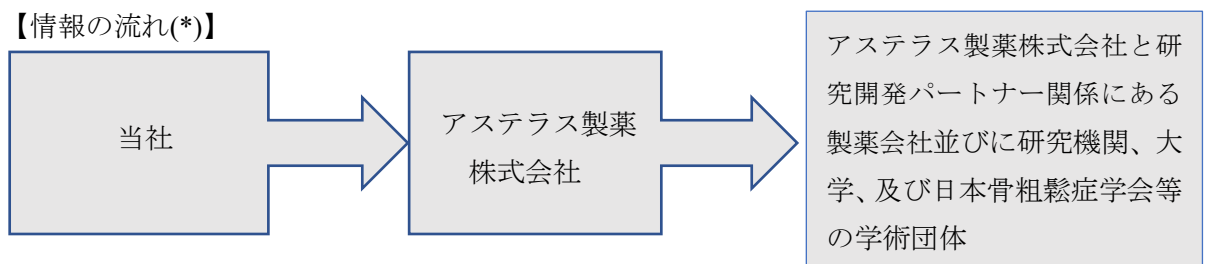 【情報の流れ(*)】
当社
アステラス製薬
株式会社
アステラス製薬株式会社と研
究開発パートナー関係にある
製薬会社並びに研究機関、大
学、及び日本骨粗鬆症学会等
の学術団体